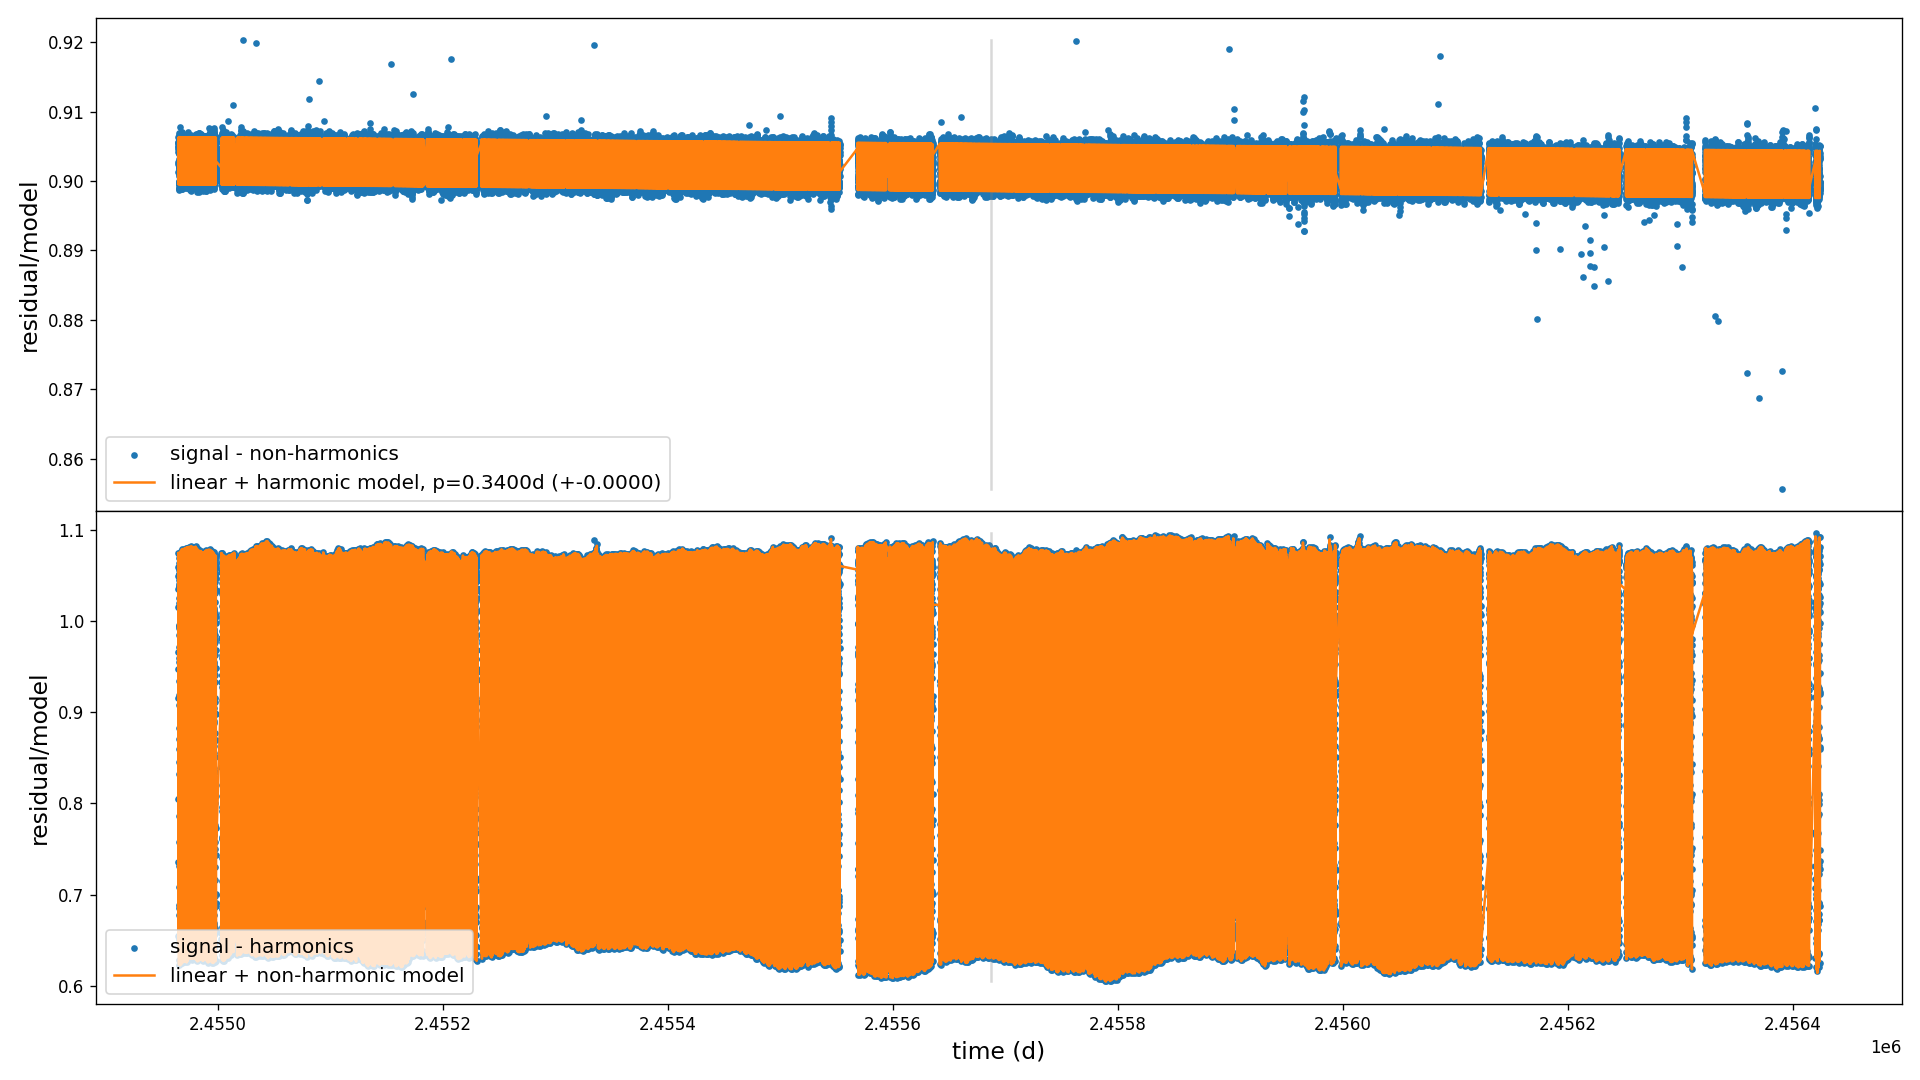 0.92
0.91
0.90
0.89
0.88
0.87
0.86
residual/model
signal - non-harmonics
linear + harmonic model, p=0.3400d (+-0.0000)
1.1
1.0
0.9
0.8
0.7
0.6
residual/model
signal - harmonics
linear + non-harmonic model
2.4550 2.4552 2.4554 2.4556 2.4558 2.4560 2.4562 2.4564
1e6
time (d)